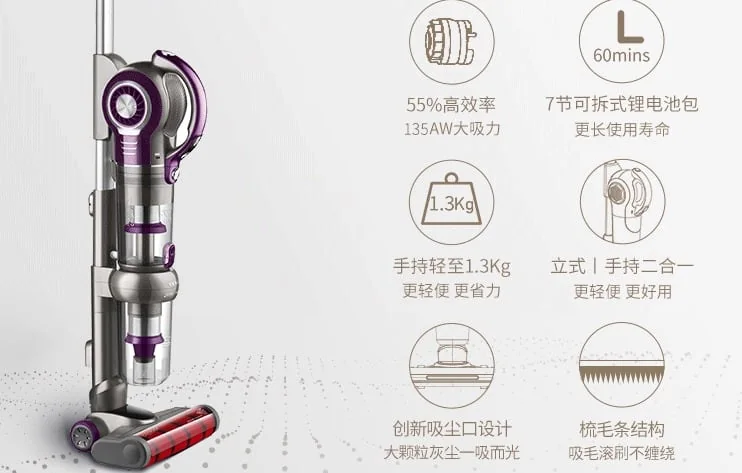 60mins
55%高效率
7节可拆式锂电池包
135AW大吸力
更长使用寿命
1.3Kg
手持轻至1.3Kg
立式丨手持二合一
更轻便 更省力
更轻便 更好用
创新吸尘口设计
梳毛条结构
大颗粒灰尘一吸而光
吸毛滚刷不缠绕